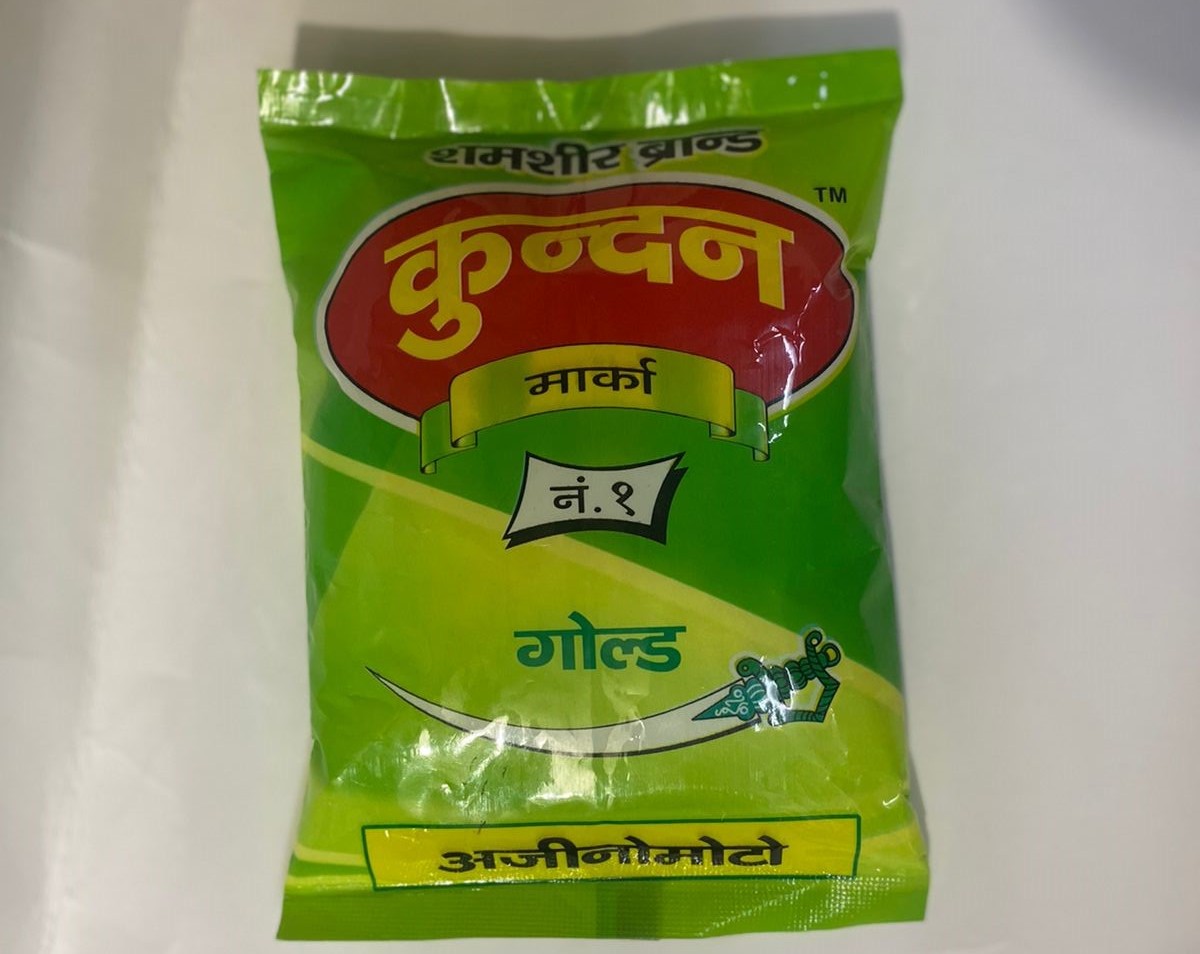 शमशीर ब्रान्ड
TM
कुन्दन
मार्का
नं. १
गोल्ड
अजीनोमोटो